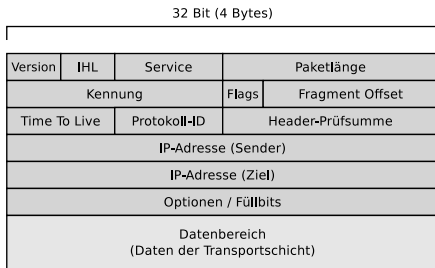 32 Bit (4 Bytes)
Version IHL Service Paketlänge
Kennung Flags Fragment Offset
Time To Live Protokoll-ID Header-Prüfsumme
IP-Adresse (Sender)
IP-Adresse (Ziel)
Optionen / Füllbits
Datenbereich
(Daten der Transportschicht)